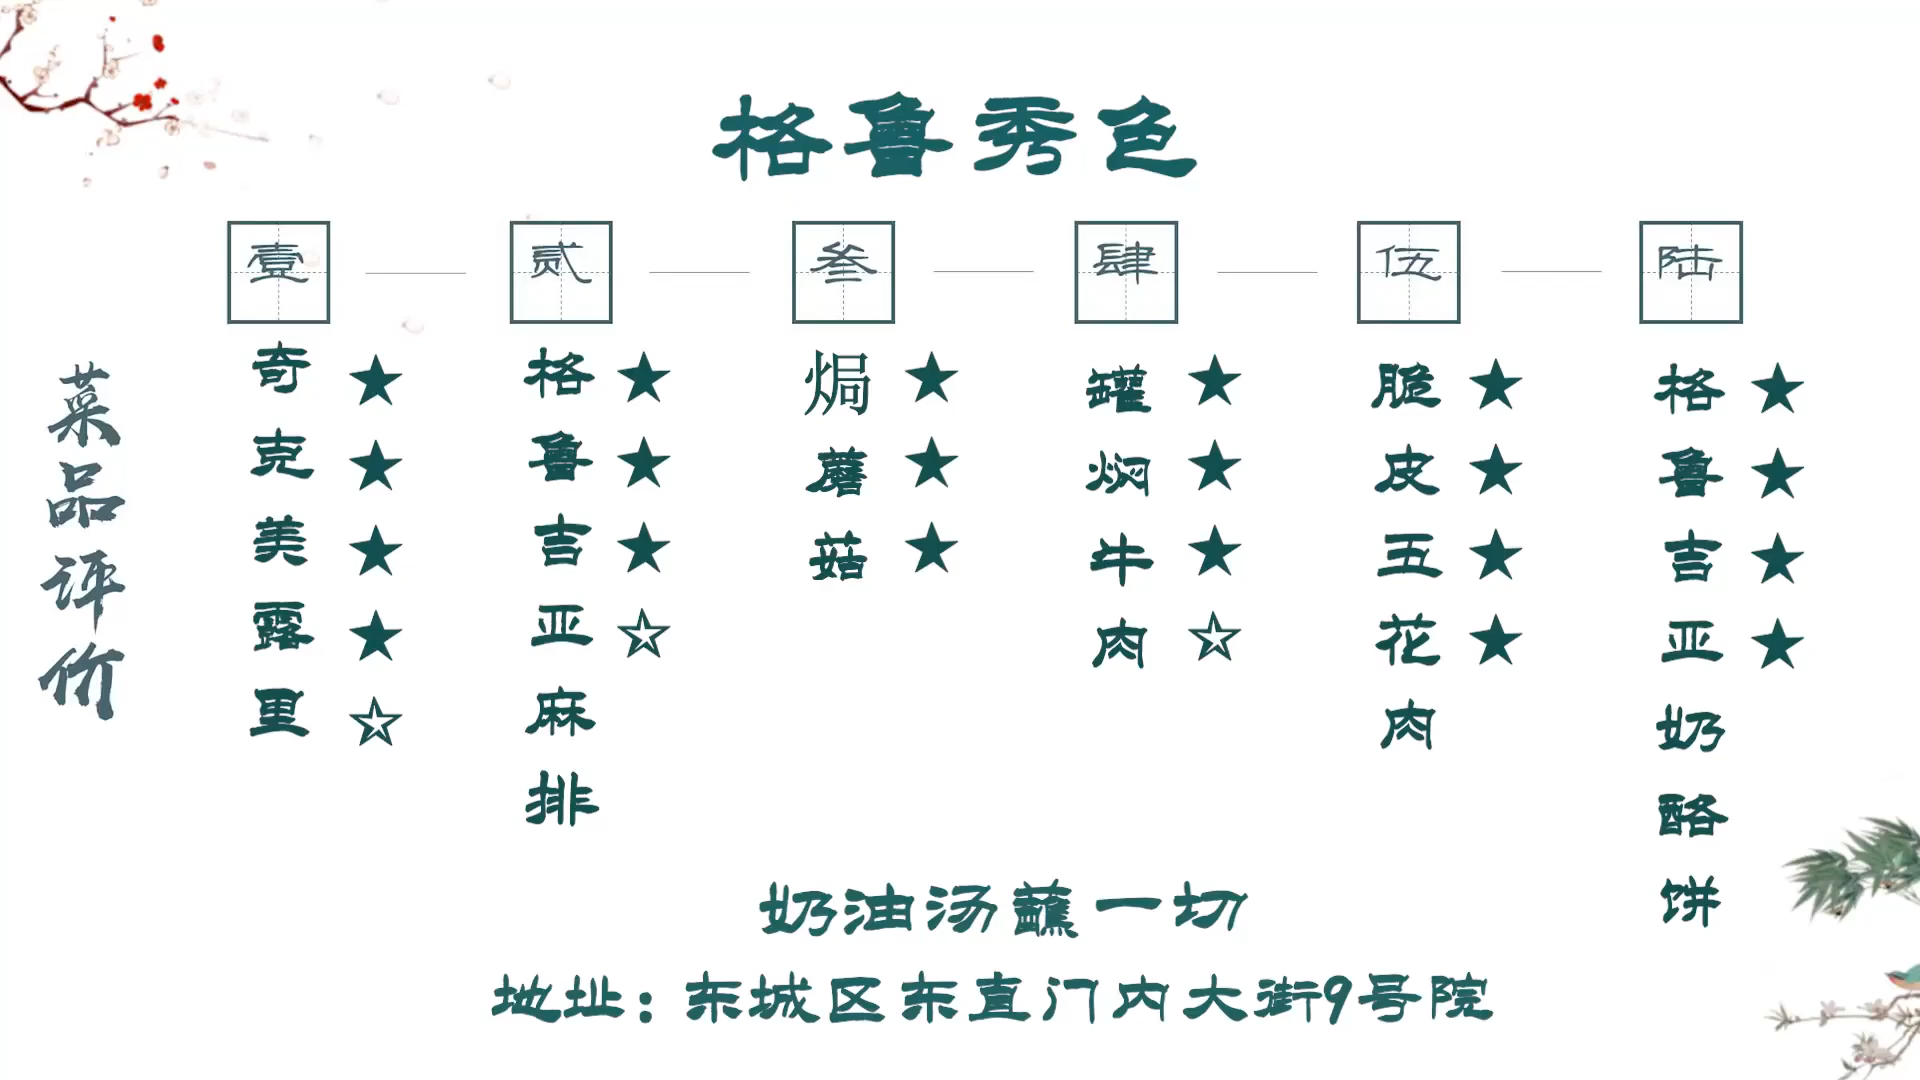 格鲁秀色
壹 贰 叁 肆 伍 陆
菜品评价
奇克美露里 ★★★★☆
格鲁吉亚麻排 ★★★☆
焗蘑菇 ★★★
罐焖牛肉 ★★★☆
脆皮五花肉 ★★★★
格鲁吉亚奶酪饼 ★★★★
奶油汤蘸一切
地址：东城区东直门内大街9号院